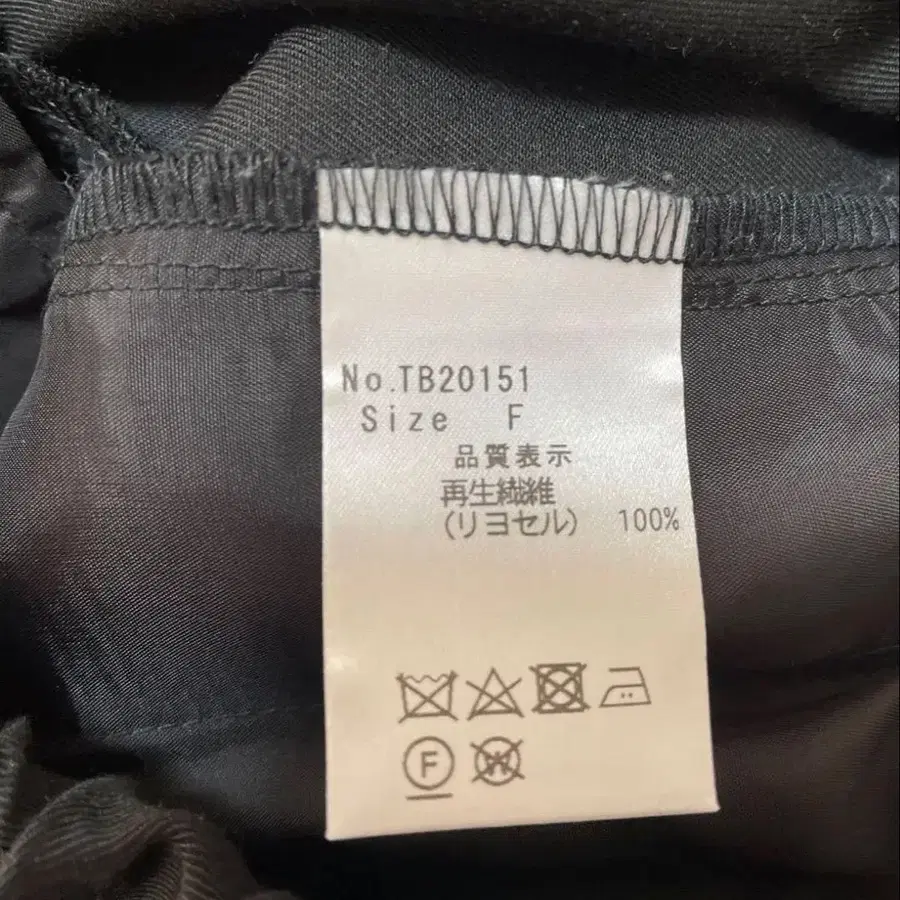 No.TB20151
Size F
品質表示
再生繊維
(リヨセル) 100%
F
W